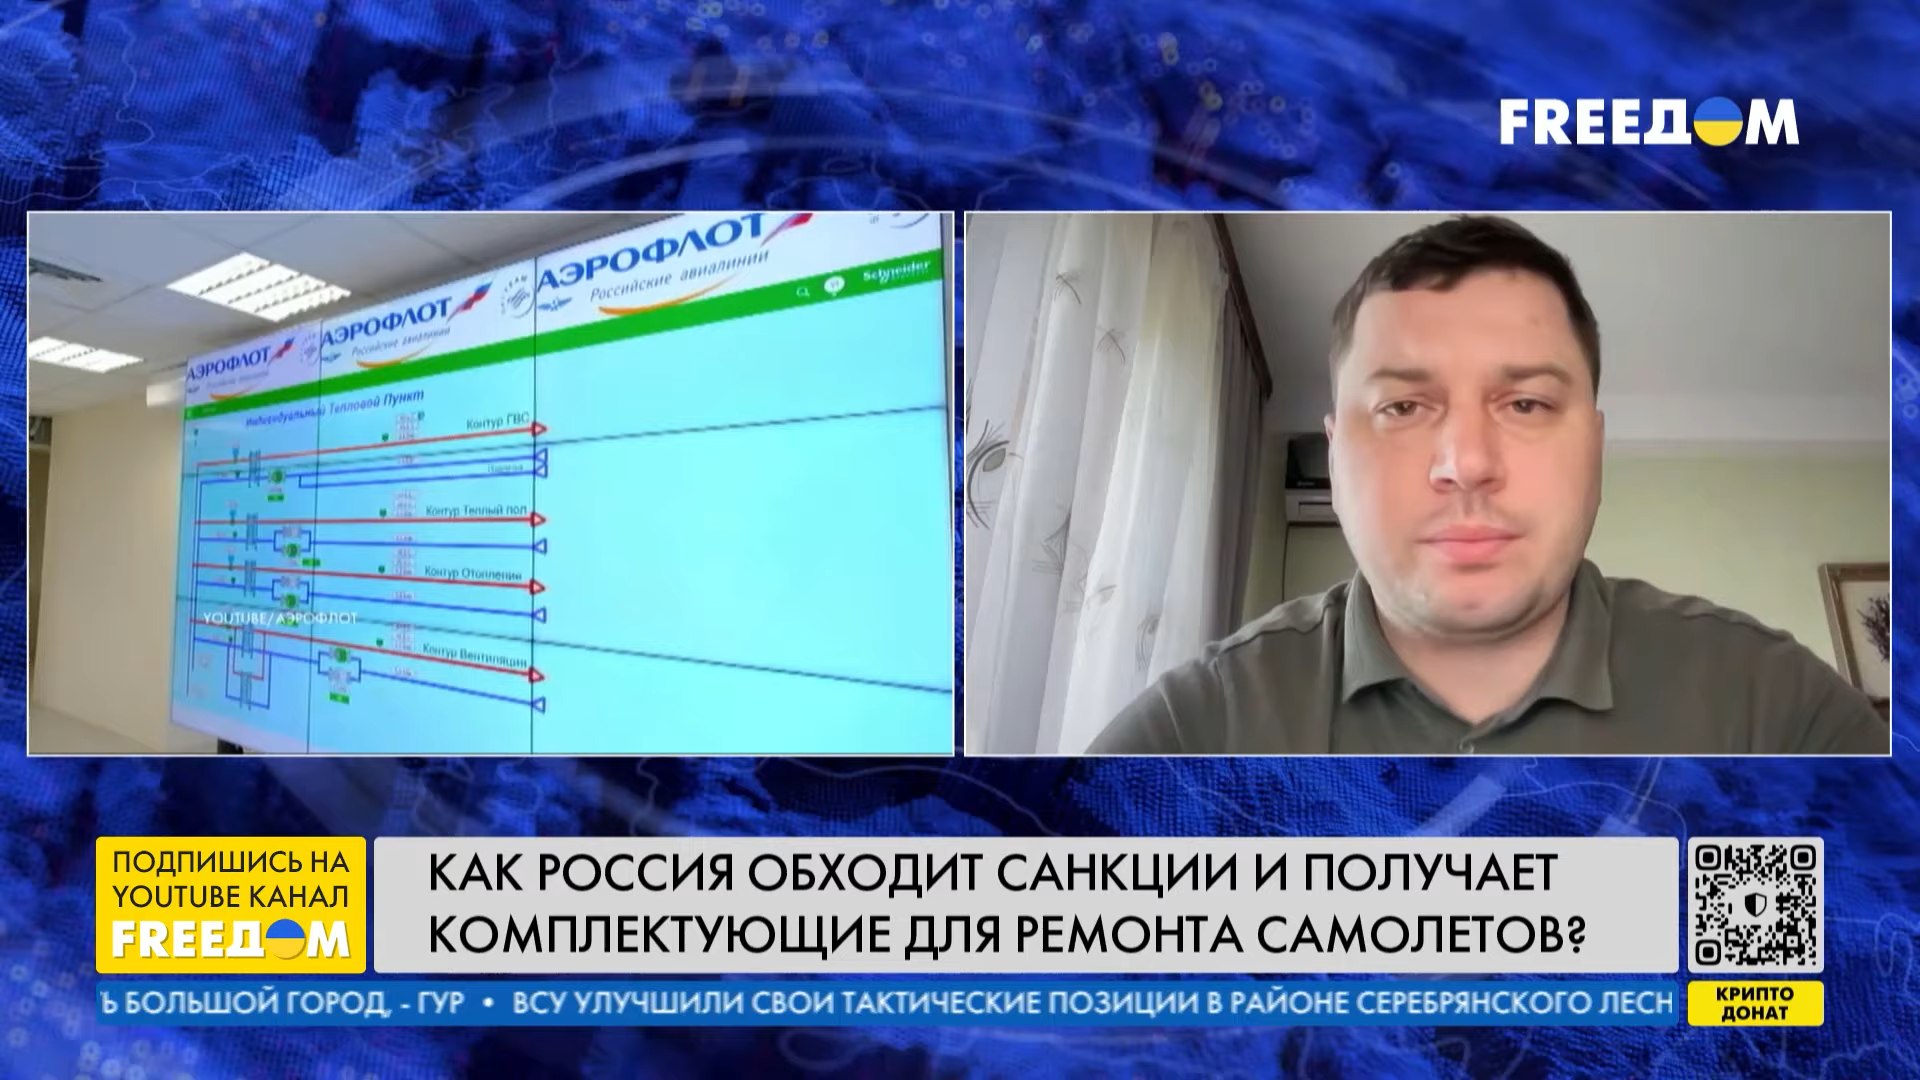 FREEДOM
АЭРОФЛОТ
Российские авиалинии
АЭРОФЛОТ
Российские авиалинии
АЭРОФЛОТ
Schneider
Индивидуальный Тепловой Пункт
Контур ГВС
Контур Теплый пол
Контур Отопления
Контур Вентиляция
YOUTUBE/АЭРОФЛОТ
ПОДПИШИСЬ НА
YOUTUBE КАНАЛ
FREEДOM
КАК РОССИЯ ОБХОДИТ САНКЦИИ И ПОЛУЧАЕТ
КОМПЛЕКТУЮЩИЕ ДЛЯ РЕМОНТА САМОЛЕТОВ?
Ь БОЛЬШОЙ ГОРОД, - ГУР • ВСУ УЛУЧШИЛИ СВОИ ТАКТИЧЕСКИЕ ПОЗИЦИИ В РАЙОНЕ СЕРЕБРЯНСКОГО ЛЕСН
КРИПТО
ДОНАТ